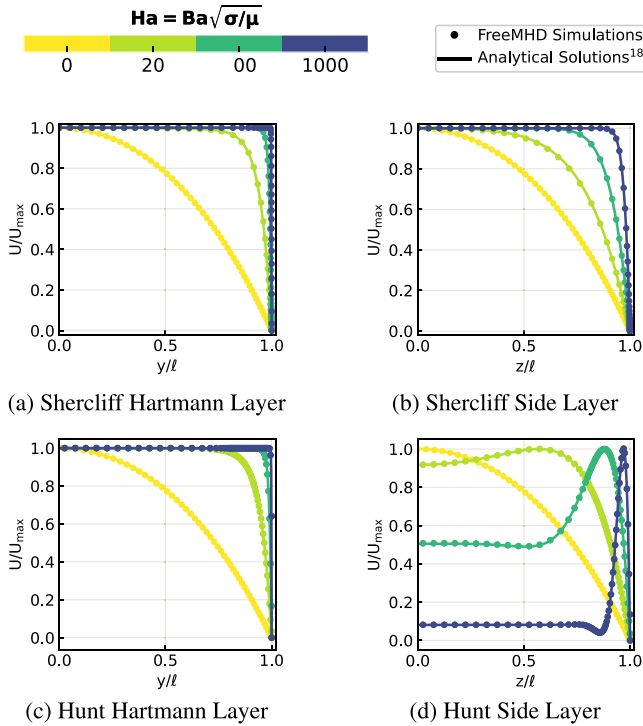 Ha = Ba√σ/μ
0 20 00 1000
FreeMHD Simulations
Analytical Solutions18
1.0
0.8
0.6
0.4
0.2
0.0
U/Umax
0.0 0.5 1.0
y/ℓ
(a) Shercliff Hartmann Layer
1.0
0.8
0.6
0.4
0.2
0.0
U/Umax
0.0 0.5 1.0
z/ℓ
(b) Shercliff Side Layer
1.0
0.8
0.6
0.4
0.2
0.0
U/Umax
0.0 0.5 1.0
y/ℓ
(c) Hunt Hartmann Layer
1.0
0.8
0.6
0.4
0.2
0.0
U/Umax
0.0 0.5 1.0
z/ℓ
(d) Hunt Side Layer